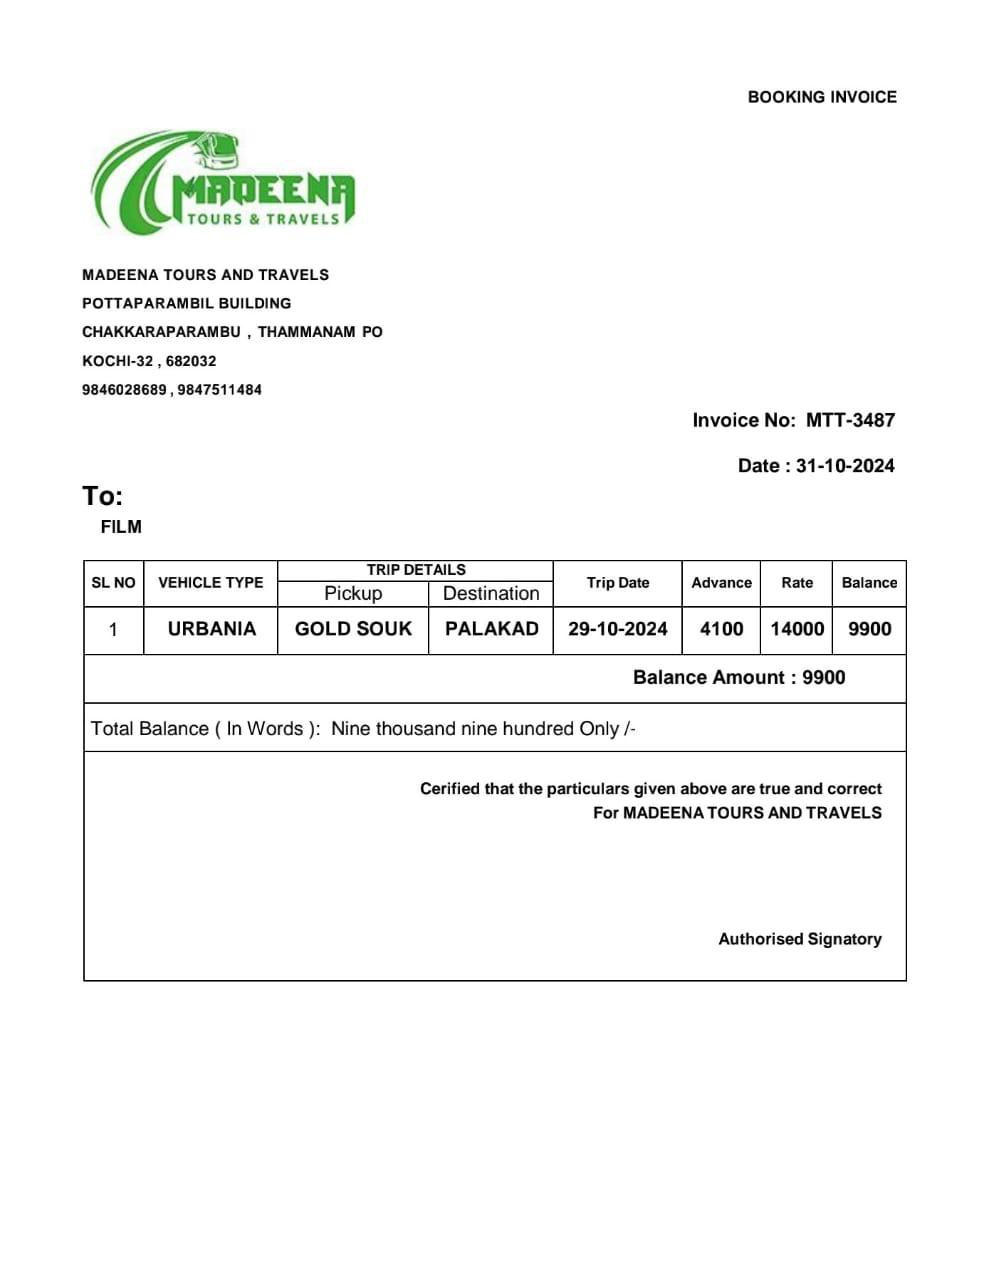 BOOKING INVOICE
MADEENA
TOURS & TRAVELS
MADEENA TOURS AND TRAVELS
POTTAPARAMBIL BUILDING
CHAKKARAPARAMBU , THAMMANAM PO
KOCHI-32 , 682032
9846028689 , 9847511484
Invoice No: MTT-3487
Date : 31-10-2024
To:
FILM
SL NO VEHICLE TYPE TRIP DETAILS Trip Date Advance Rate Balance
Pickup Destination
1 URBANIA GOLD SOUK PALAKAD 29-10-2024 4100 14000 9900
Balance Amount : 9900
Total Balance ( In Words ): Nine thousand nine hundred Only /-
Cerified that the particulars given above are true and correct
For MADEENA TOURS AND TRAVELS
Authorised Signatory